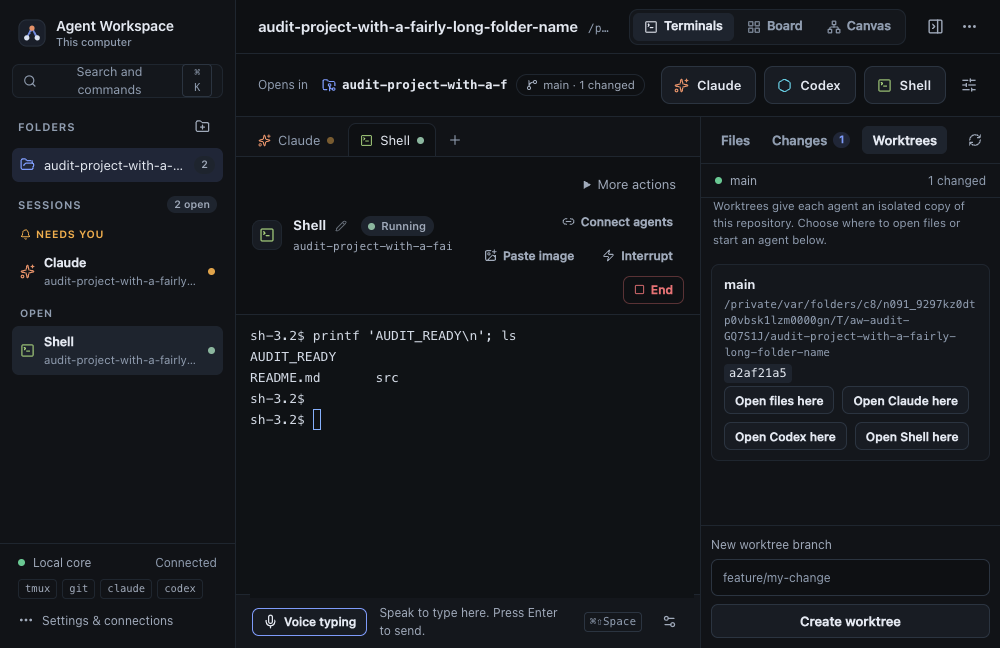 Agent Workspace
This computer
Search and commands
⌘ K
FOLDERS
audit-project-with-a-...
2
SESSIONS
2 open
NEEDS YOU
Claude
audit-project-with-a-fairly...
OPEN
Shell
audit-project-with-a-fairly...
Local core
Connected
tmux
git
claude
codex
Settings & connections
audit-project-with-a-fairly-long-folder-name
/p...
Terminals
Board
Canvas
Opens in
audit-project-with-a-f
main · 1 changed
Claude
Codex
Shell
Claude
Shell
More actions
Shell
Running
audit-project-with-a-fai
Connect agents
Paste image
Interrupt
End
sh-3.2$ printf 'AUDIT_READY\n'; ls
AUDIT_READY
README.md src
sh-3.2$
sh-3.2$
Voice typing
Speak to type here. Press Enter
to send.
⌘⇧Space
Files
Changes
1
Worktrees
main
1 changed
Worktrees give each agent an isolated copy of
this repository. Choose where to open files or
start an agent below.
main
/private/var/folders/c8/n091_9297kz0dt
p0vbsk1lzm0000gn/T/aw-audit-
GQ7S1J/audit-project-with-a-fairly-
long-folder-name
a2af21a5
Open files here
Open Claude here
Open Codex here
Open Shell here
New worktree branch
feature/my-change
Create worktree